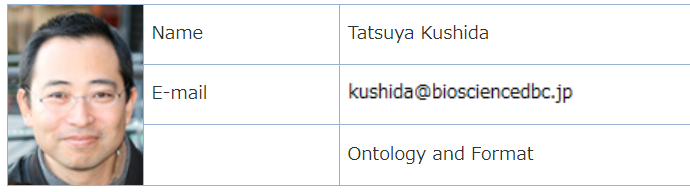 Name Tatsuya Kushida
E-mail kushida@biosciencedbc.jp
Ontology and Format